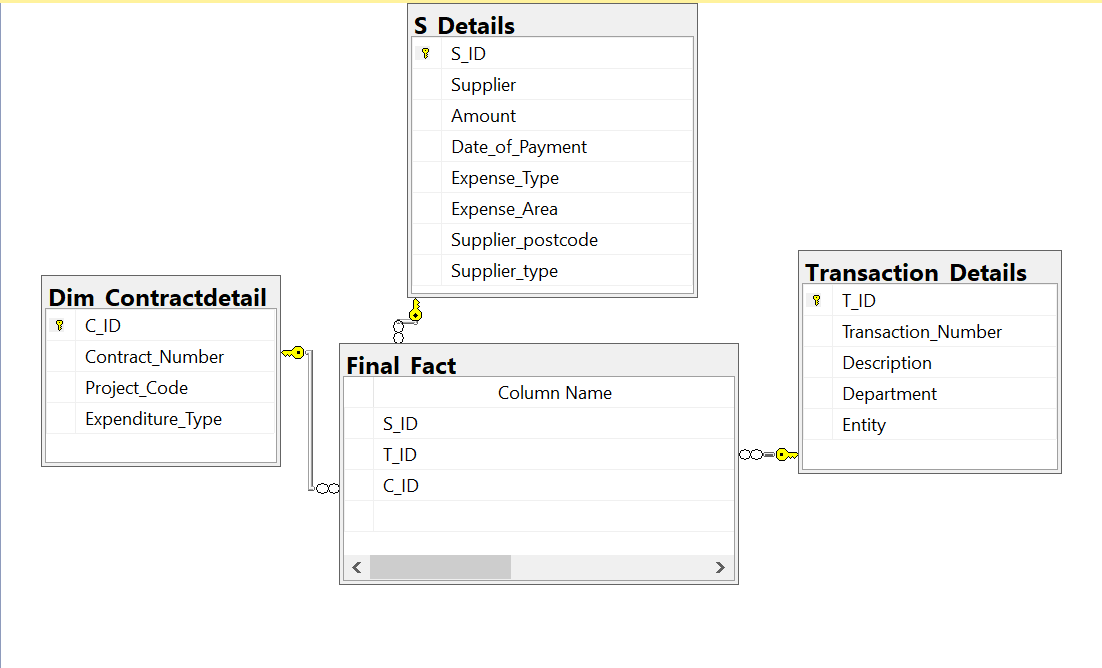 S_Details
S_ID
Supplier
Amount
Date_of_Payment
Expense_Type
Expense_Area
Supplier_postcode
Supplier_type
Dim_Contractdetail
C_ID
Contract_Number
Project_Code
Expenditure_Type
Final_Fact
Column Name
S_ID
T_ID
C_ID
Transaction_Details
T_ID
Transaction_Number
Description
Department
Entity